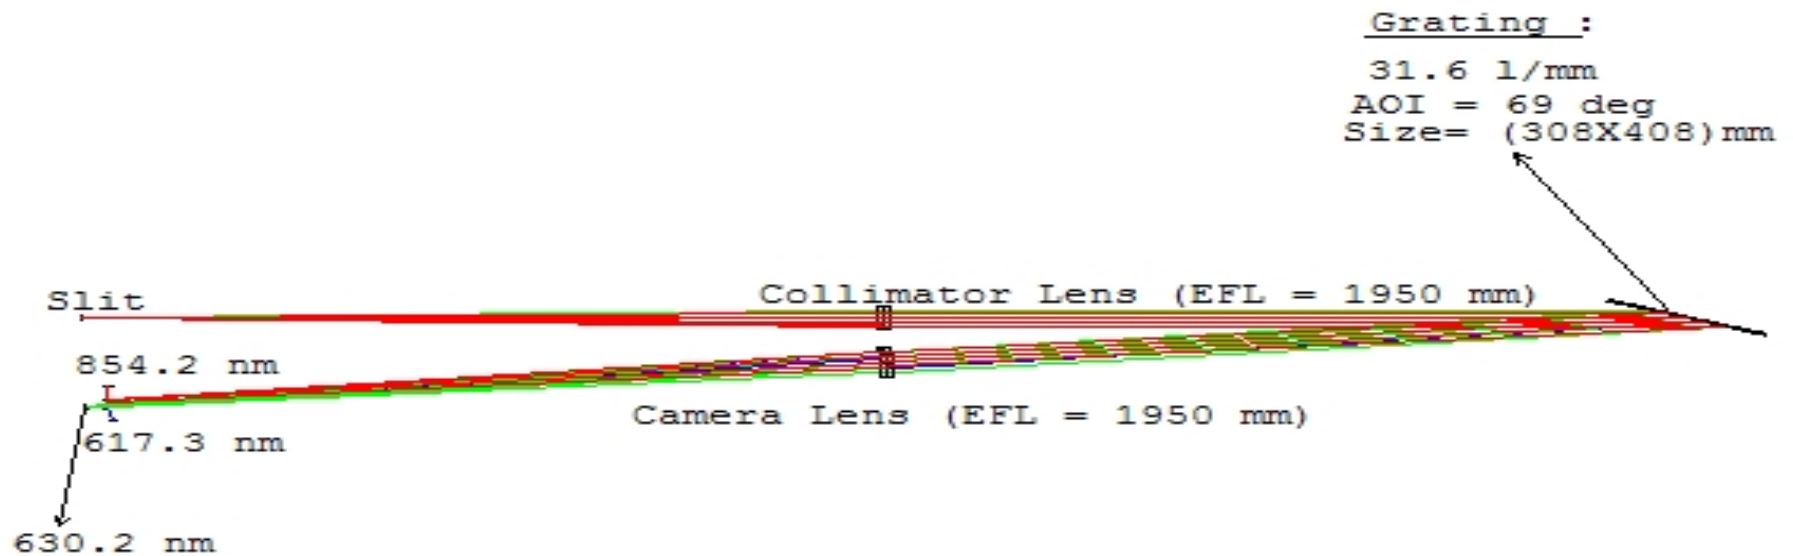 Grating :
31.6 l/mm
AOI = 69 deg
Size= (308X408)mm
Slit
Collimator Lens (EFL = 1950 mm)
854.2 nm
Camera Lens (EFL = 1950 mm)
617.3 nm
630.2 nm